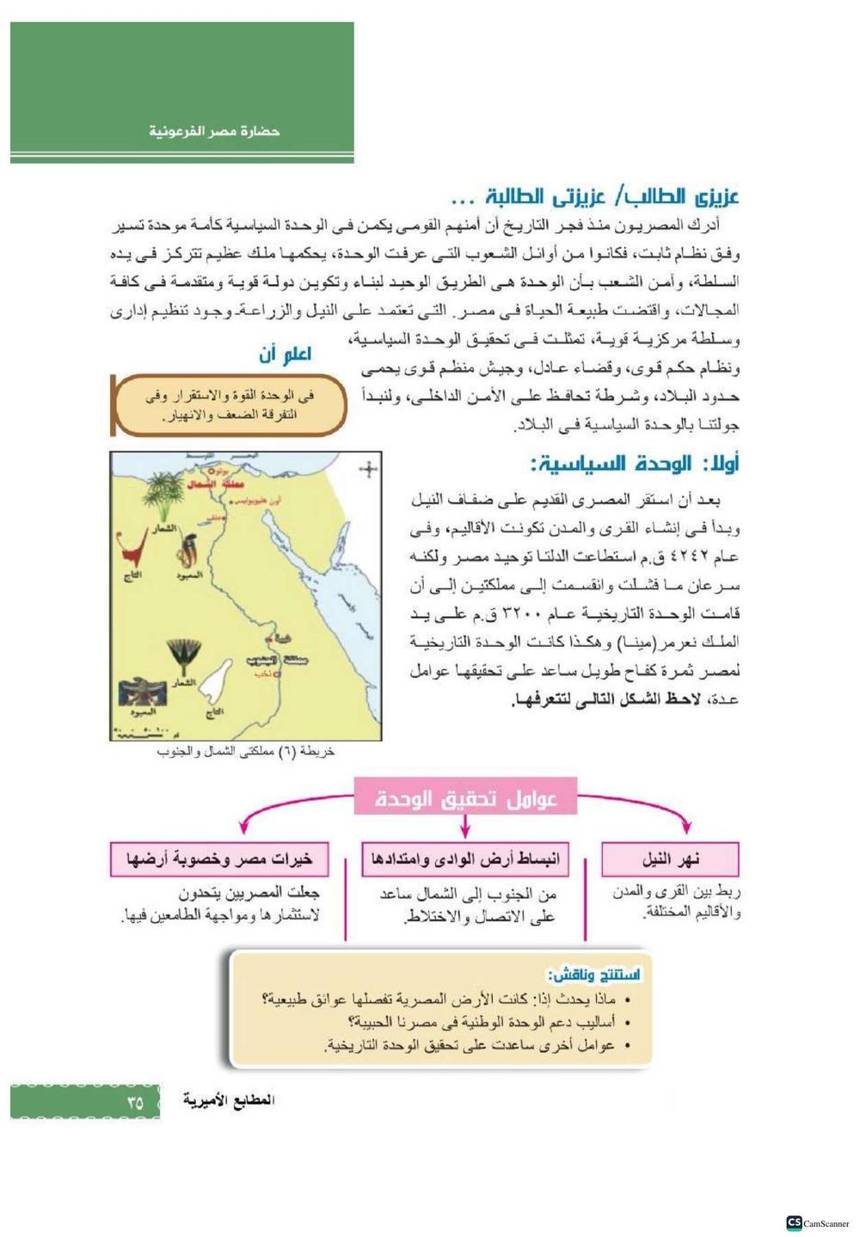 حضارة مصر الفرعونية
عزيزى الطالب/ عزيزتى الطالبة ...
أدرك المصريون منذ فجر التاريخ أن أمنهم القومى يكمن فى الوحدة السياسية كأمة موحدة تسير
وفق نظام ثابت، فكانوا من أوائل الشعوب التى عرفت الوحدة، يحكمها ملك عظيم تتركز فى يده
السلطة، وأمن الشعب بأن الوحدة هى الطريق الوحيد لبناء وتكوين دولة قوية ومتقدمة فى كافة
المجالات، واقتضت طبيعة الحياة فى مصر. التى تعتمد على النيل والزراعة. وجود تنظيم إدارى
وسلطة مركزية قوية، تمثلت فى تحقيق الوحدة السياسية،
ونظام حكم قوى، وقضاء عادل، وجيش منظم قوى يحمى
حدود البلاد، وشرطة تحافظ على الأمن الداخلى، ولنبدأ
جولتنا بالوحدة السياسية فى البلاد.
اعلم أن
فى الوحدة القوة والاستقرار وفى
التفرقة الضعف والانهيار.
أولا: الوحدة السياسية:
بعد أن استقر المصرى القديم على ضفاف النيل
وبدأ فى إنشاء القرى والمدن تكونت الأقاليم، وفى
عام ٤٢٤٢ ق.م استطاعت الدلتا توحيد مصر ولكنه
سرعان ما فشلت وانقسمت إلى مملكتين إلى أن
قامت الوحدة التاريخية عام ٣٢٠٠ ق.م على يد
الملك نعرمر(مينا) وهكذا كانت الوحدة التاريخية
لمصر ثمرة كفاح طويل ساعد على تحقيقها عوامل
عدة، لاحظ الشكل التالى لتتعرفها.
البحر المتوسط
بوتو
مملكة الشمال
أون هليوبوليس
منف
الشعار
التاج
المعبود
البحر الأحمر
طيبة
مملكة الجنوب
نخب
الشعار
التاج
المعبود
خريطة (٦) مملكتى الشمال والجنوب
عوامل تحقيق الوحدة
نهر النيل
ربط بين القرى والمدن
والأقاليم المختلفة.
انبساط أرض الوادى وامتدادها
من الجنوب إلى الشمال ساعد
على الاتصال والاختلاط.
خيرات مصر وخصوبة أرضها
جعلت المصريين يتحدون
لاستثمارها ومواجهة الطامعين فيها.
استنتج وناقش:
• ماذا يحدث إذا: كانت الأرض المصرية تفصلها عوائق طبيعية؟
• أساليب دعم الوحدة الوطنية فى مصرنا الحبيبة؟
• عوامل أخرى ساعدت على تحقيق الوحدة التاريخية.
المطابع الأميرية
٣٥
CS CamScanner